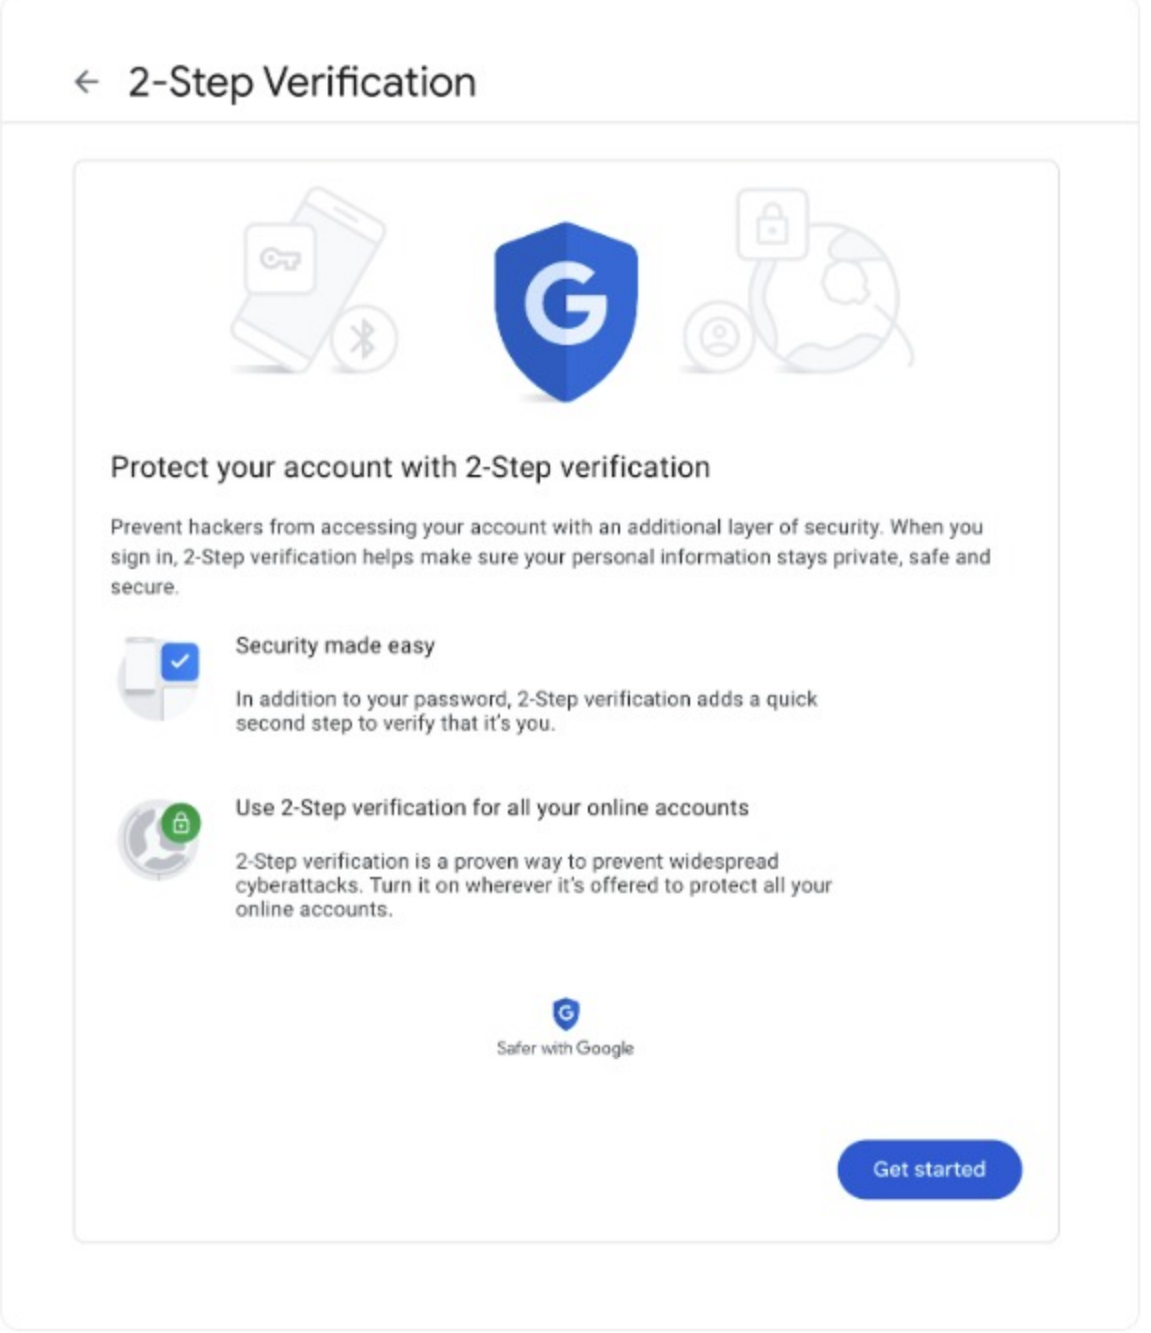 2-Step Verification
G
Protect your account with 2-Step verification
Prevent hackers from accessing your account with an additional layer of security. When you
sign in, 2-Step verification helps make sure your personal information stays private, safe and
secure.
Security made easy
In addition to your password, 2-Step verification adds a quick
second step to verify that it's you.
Use 2-Step verification for all your online accounts
2-Step verification is a proven way to prevent widespread
cyberattacks. Turn it on wherever it's offered to protect all your
online accounts.
G
Safer with Google
Get started